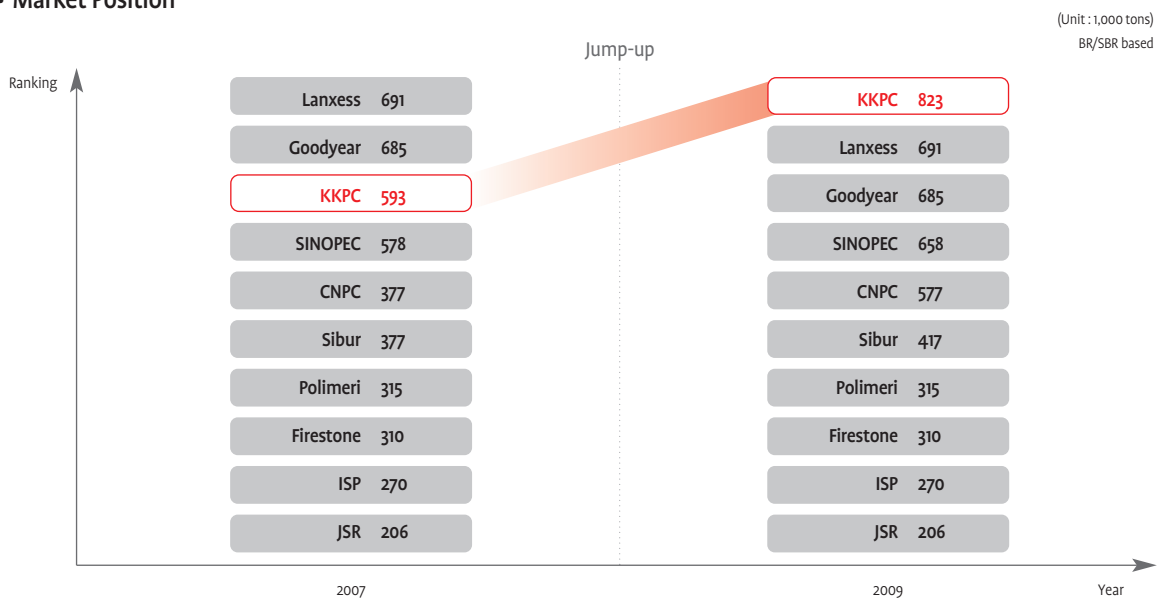 Market Position
(Unit : 1,000 tons)
BR/SBR based
Jump-up
Ranking
Lanxess 691
Goodyear 685
KKPC 593
SINOPEC 578
CNPC 377
Sibur 377
Polimeri 315
Firestone 310
ISP 270
JSR 206
KKPC 823
Lanxess 691
Goodyear 685
SINOPEC 658
CNPC 577
Sibur 417
Polimeri 315
Firestone 310
ISP 270
JSR 206
2007
2009
Year